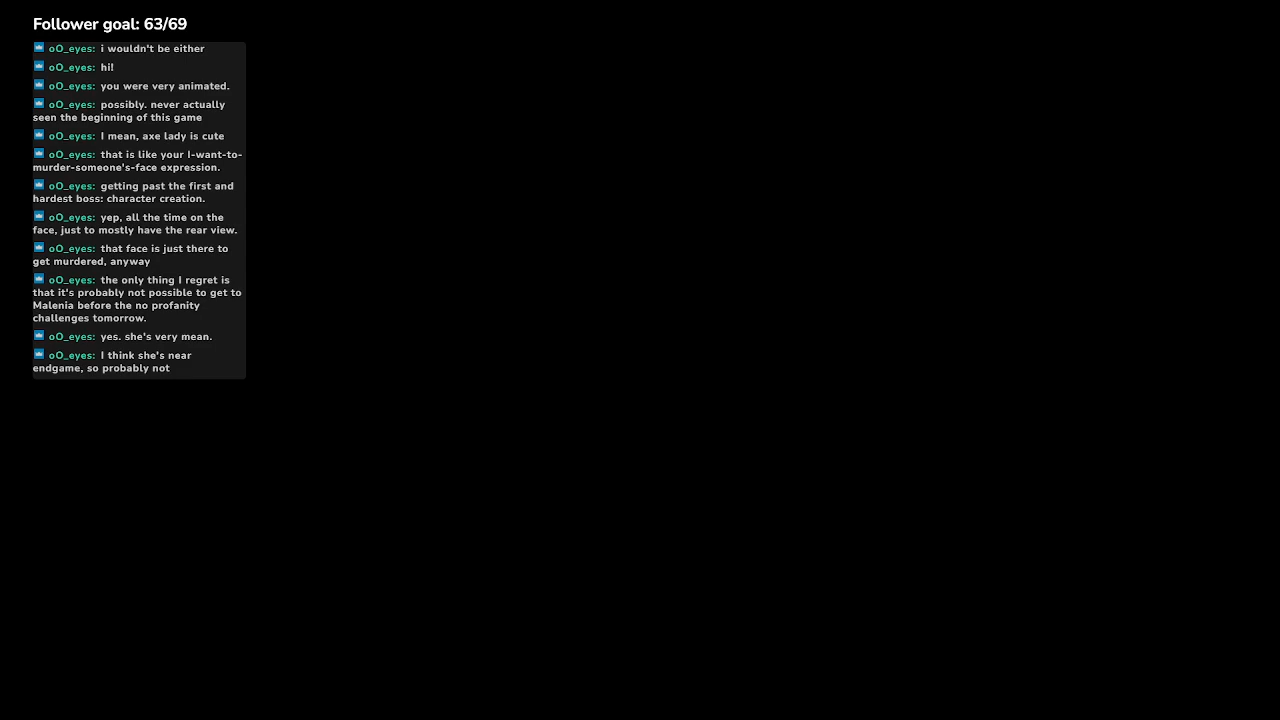 Follower goal: 63/69
oO_eyes: i wouldn't be either
oO_eyes: hi!
oO_eyes: you were very animated.
oO_eyes: possibly. never actually
seen the beginning of this game
oO_eyes: I mean, axe lady is cute
oO_eyes: that is like your I-want-to-
murder-someone's-face expression.
oO_eyes: getting past the first and
hardest boss: character creation.
oO_eyes: yep, all the time on the
face, just to mostly have the rear view.
oO_eyes: that face is just there to
get murdered, anyway
oO_eyes: the only thing I regret is
that it's probably not possible to get to
Malenia before the no profanity
challenges tomorrow.
oO_eyes: yes. she's very mean.
oO_eyes: I think she's near
endgame, so probably not